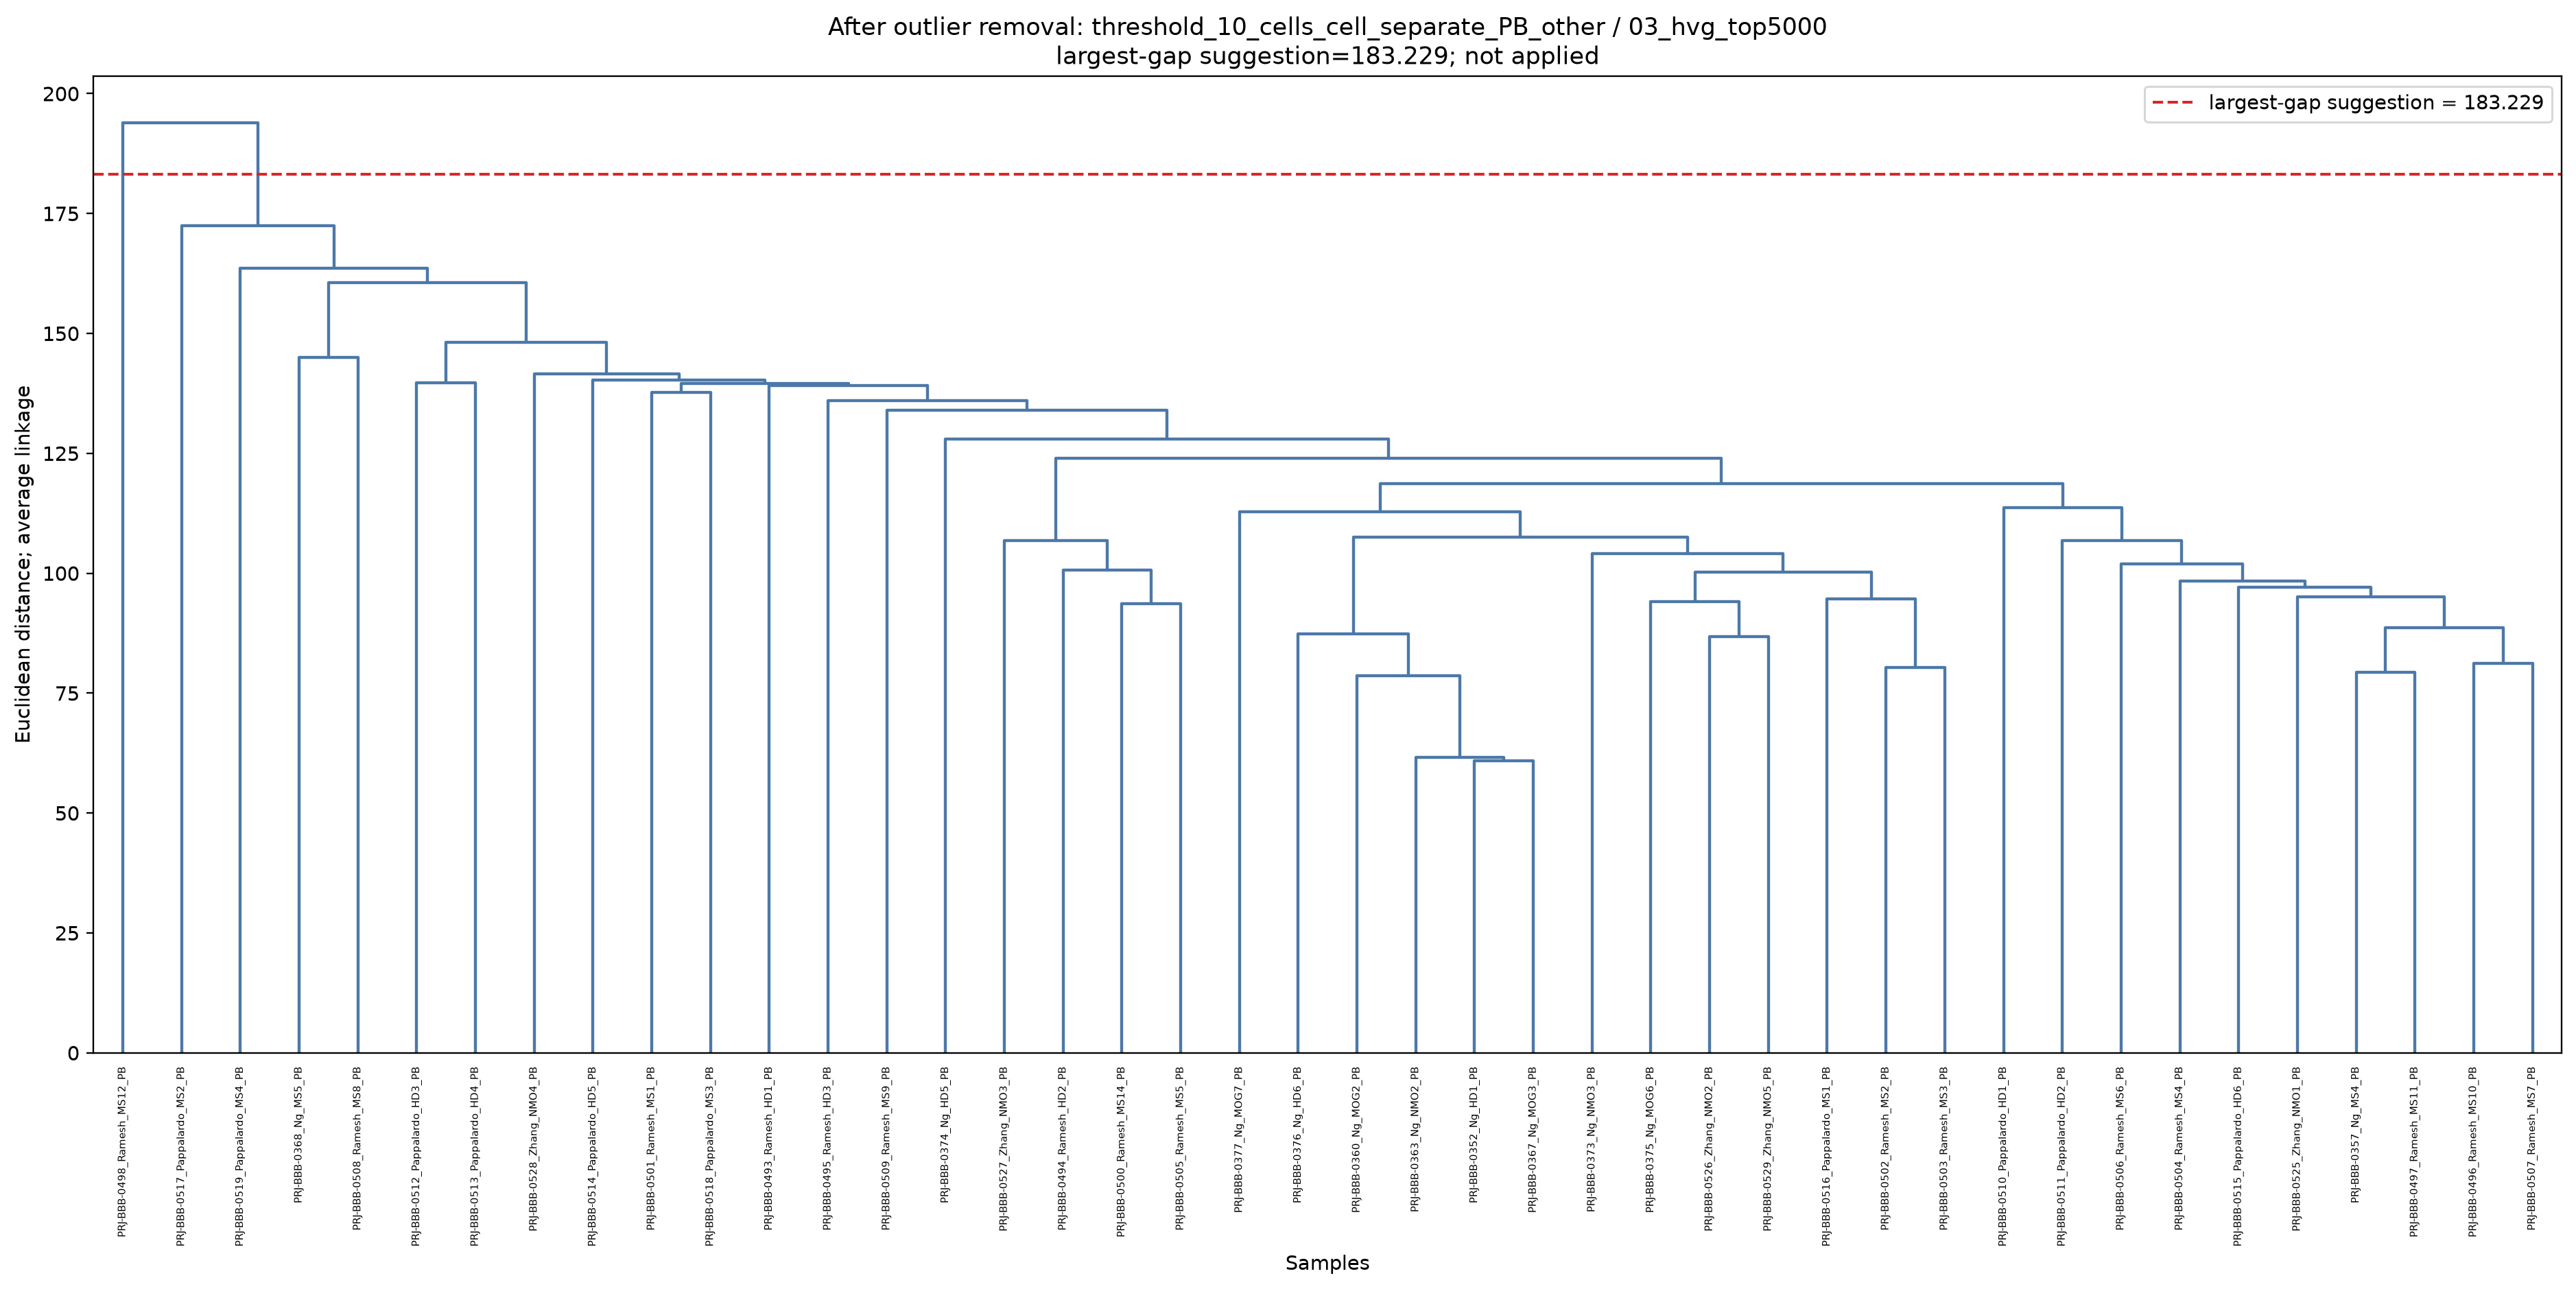 After outlier removal: threshold_10_cells_cell_separate_PB_other / 03_hvg_top5000
largest-gap suggestion=183.229; not applied
largest-gap suggestion = 183.229
Euclidean distance; average linkage
200
175
150
125
100
75
50
25
0
PRJ-BBB-0498_Ramesh_MS12_PB
PRJ-BBB-0517_Pappalardo_MS2_PB
PRJ-BBB-0519_Pappalardo_MS4_PB
PRJ-BBB-0368_Ng_MS5_PB
PRJ-BBB-0508_Ramesh_MS8_PB
PRJ-BBB-0512_Pappalardo_HD3_PB
PRJ-BBB-0513_Pappalardo_HD4_PB
PRJ-BBB-0528_Zhang_NMO4_PB
PRJ-BBB-0514_Pappalardo_HD5_PB
PRJ-BBB-0501_Ramesh_MS1_PB
PRJ-BBB-0518_Pappalardo_MS3_PB
PRJ-BBB-0493_Ramesh_HD1_PB
PRJ-BBB-0495_Ramesh_HD3_PB
PRJ-BBB-0509_Ramesh_MS9_PB
PRJ-BBB-0374_Ng_HD5_PB
PRJ-BBB-0527_Zhang_NMO3_PB
PRJ-BBB-0494_Ramesh_HD2_PB
PRJ-BBB-0500_Ramesh_MS14_PB
PRJ-BBB-0505_Ramesh_MS5_PB
PRJ-BBB-0377_Ng_MOG7_PB
PRJ-BBB-0376_Ng_HD6_PB
PRJ-BBB-0360_Ng_MOG2_PB
PRJ-BBB-0363_Ng_NMO2_PB
PRJ-BBB-0352_Ng_HD1_PB
PRJ-BBB-0367_Ng_MOG3_PB
PRJ-BBB-0373_Ng_NMO3_PB
PRJ-BBB-0375_Ng_MOG6_PB
PRJ-BBB-0526_Zhang_NMO2_PB
PRJ-BBB-0529_Zhang_NMO5_PB
PRJ-BBB-0516_Pappalardo_MS1_PB
PRJ-BBB-0502_Ramesh_MS2_PB
PRJ-BBB-0503_Ramesh_MS3_PB
PRJ-BBB-0510_Pappalardo_HD1_PB
PRJ-BBB-0511_Pappalardo_HD2_PB
PRJ-BBB-0506_Ramesh_MS6_PB
PRJ-BBB-0504_Ramesh_MS4_PB
PRJ-BBB-0515_Pappalardo_HD6_PB
PRJ-BBB-0525_Zhang_NMO1_PB
PRJ-BBB-0357_Ng_MS4_PB
PRJ-BBB-0497_Ramesh_MS11_PB
PRJ-BBB-0496_Ramesh_MS10_PB
PRJ-BBB-0507_Ramesh_MS7_PB
Samples